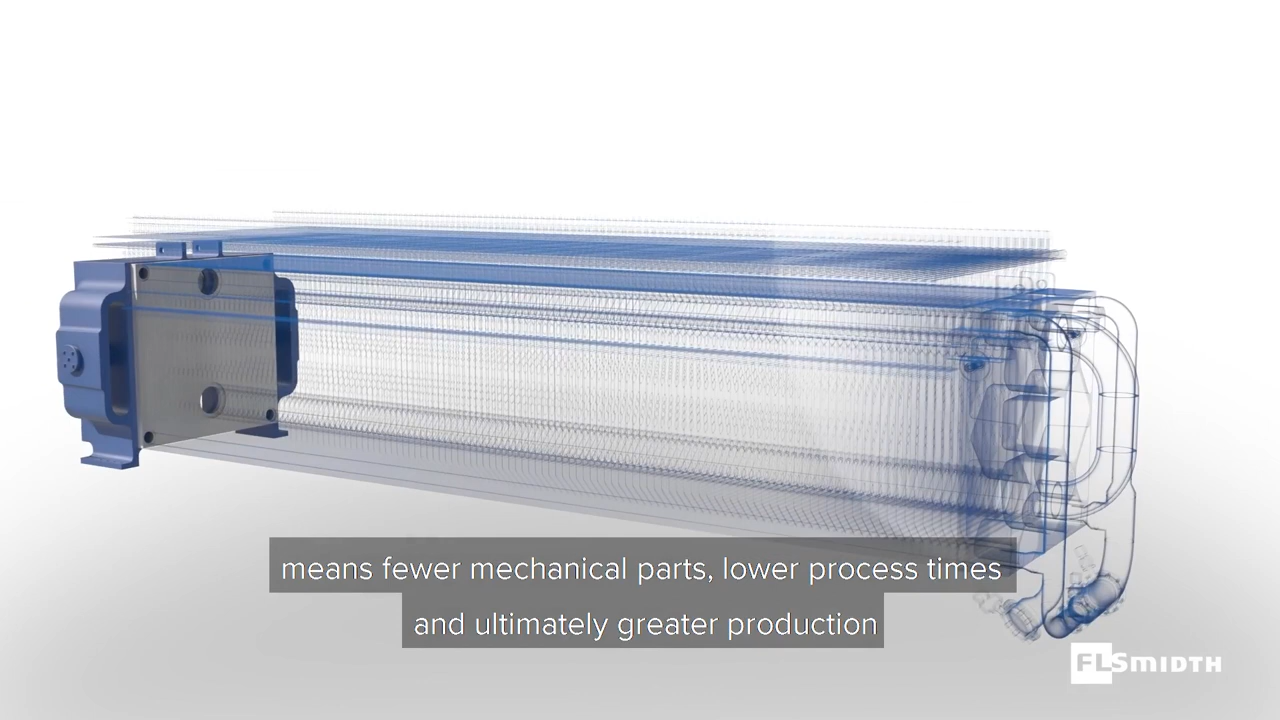 means fewer mechanical parts, lower process times
and ultimately greater production
FLSMIDTH